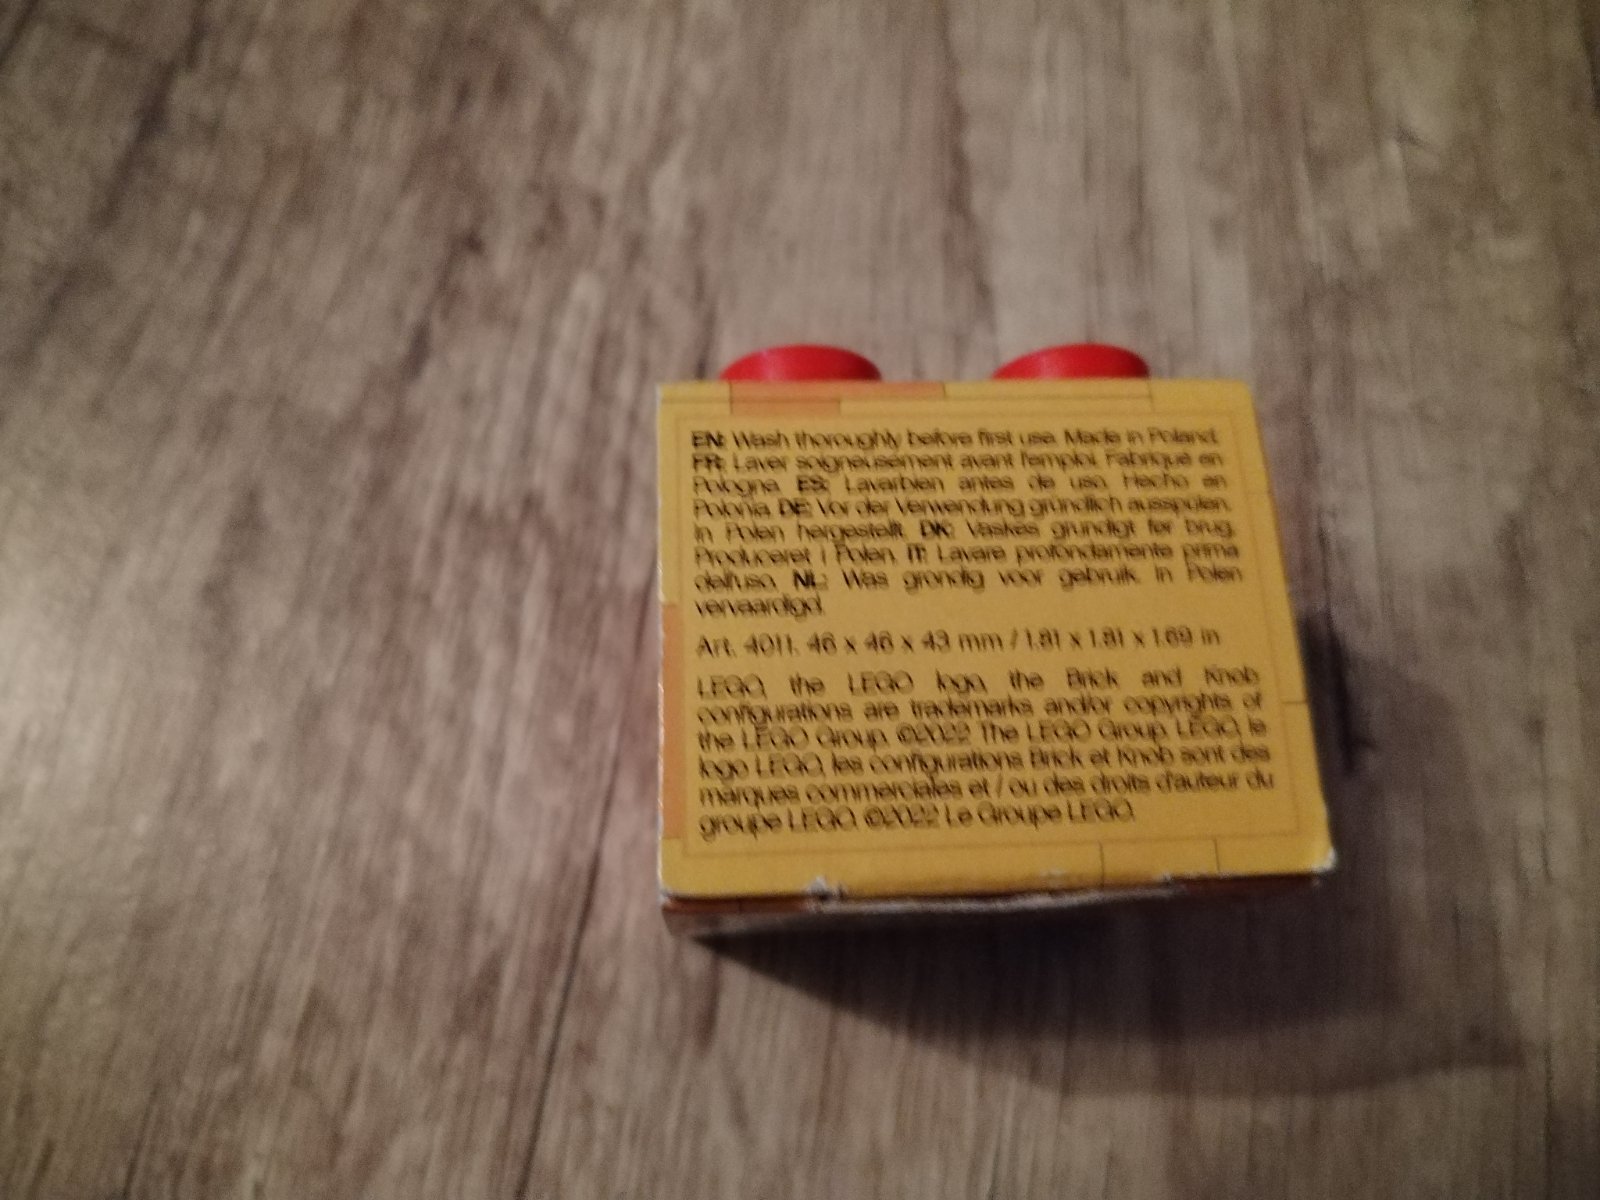 EN: Wash thoroughly before first use. Made in Poland.
FR: Laver soigneusement avant l'emploi. Fabriqué en
Pologne. ES: Lavarbien antes de uso. Hecho en
Polonia. DE: Vor der Verwendung gründlich ausspülen.
In Polen hergestellt. DK: Vaskes grundigt før brug.
Produceret i Polen. IT: Lavare profondamente prima
dell'uso. NL: Was grondig voor gebruik. In Polen
vervaardigd.
Art. 4011. 46 x 46 x 43 mm / 1.81 x 1.81 x 1.69 in
LEGO, the LEGO logo, the Brick and Knob
configurations are trademarks and/or copyrights of
the LEGO Group. ©2022 The LEGO Group. LEGO, le
logo LEGO, les configurations Brick et Knob sont des
marques commerciales et / ou des droits d'auteur du
groupe LEGO. ©2022 Le Groupe LEGO.